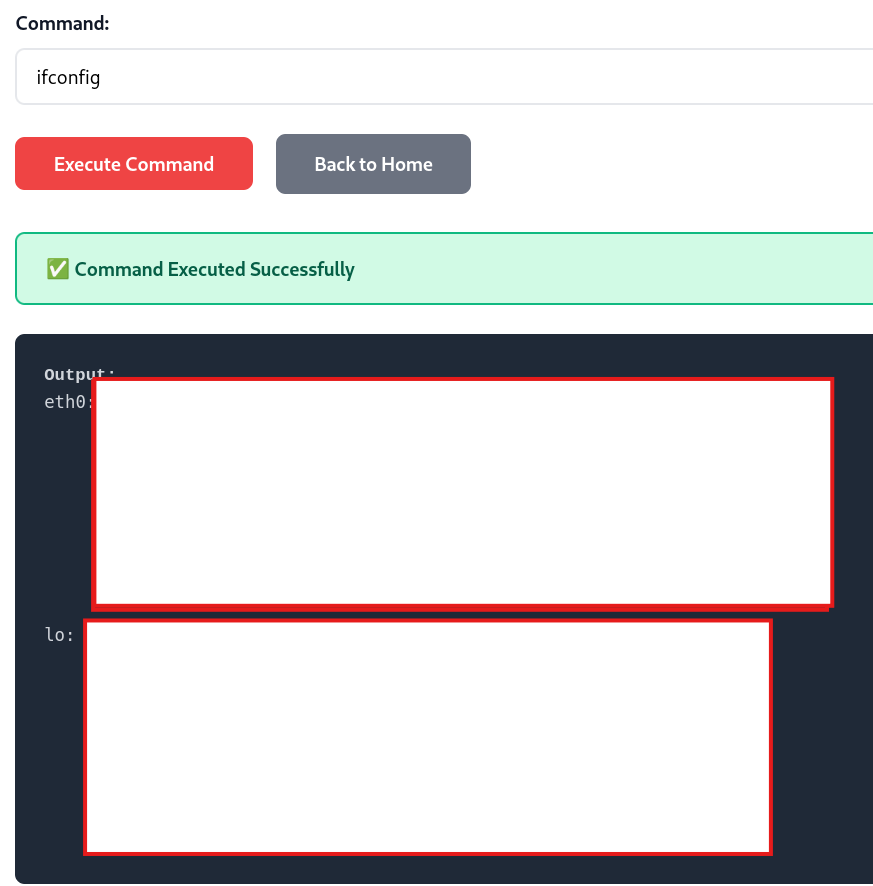 Command:
ifconfig
Execute Command
Back to Home
✅ Command Executed Successfully
Output:
eth0:
lo: